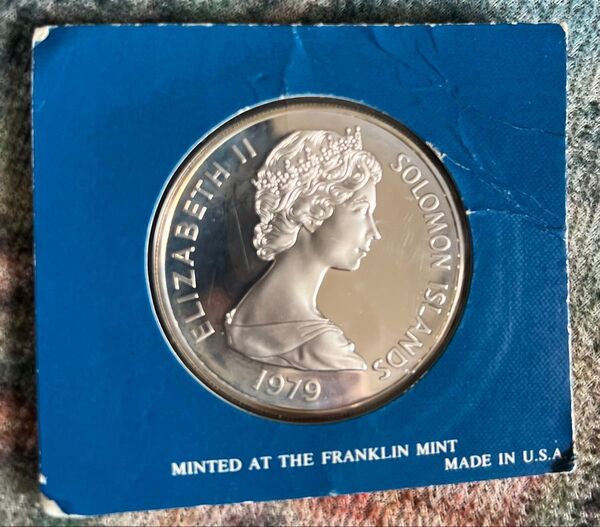 ELIZABETH II
SOLOMON ISLANDS
1979
MINTED AT THE FRANKLIN MINT
MADE IN U.S.A